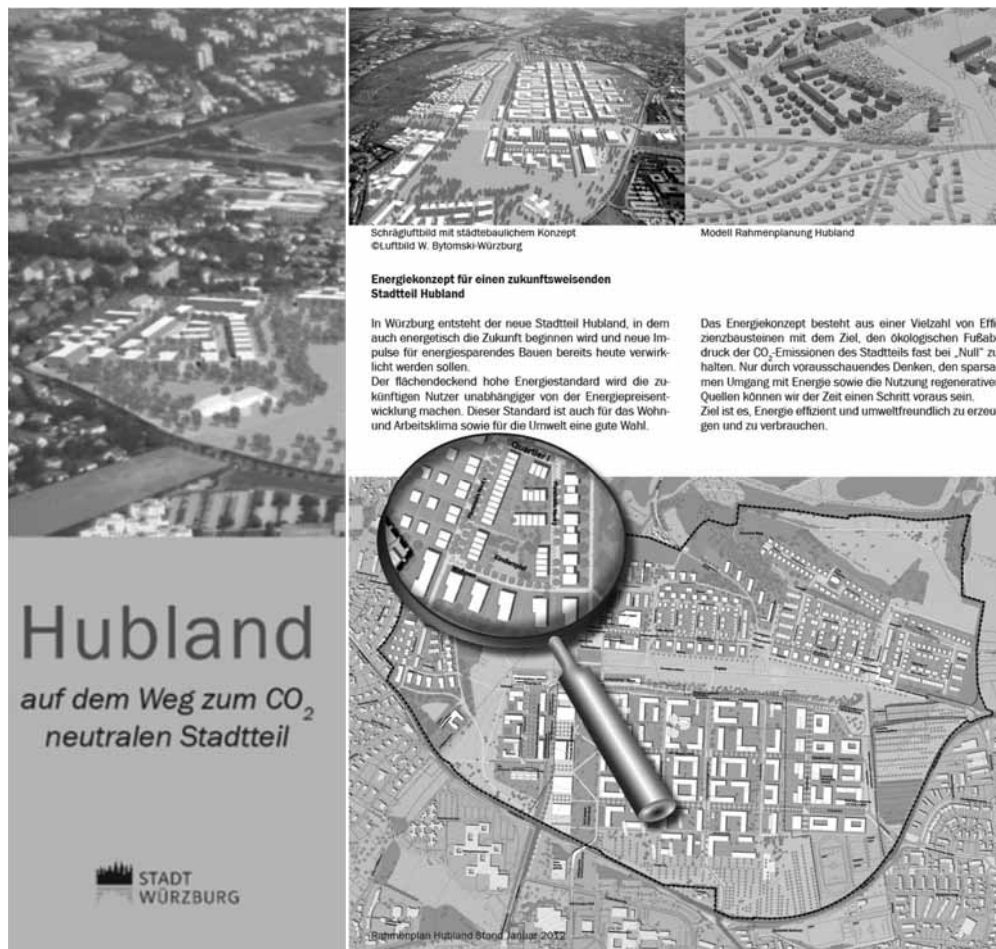 Hubland
auf dem Weg zum CO₂
neutralen Stadtteil
STADT
WÜRZBURG
Schrägluftbild mit städtebaulichem Konzept
©Luftbild W. Bytomski-Würzburg
Modell Rahmenplanung Hubland
Energiekonzept für einen zukunftsweisenden
Stadtteil Hubland
In Würzburg entsteht der neue Stadtteil Hubland, in dem
auch energetisch die Zukunft beginnen wird und neue Im-
pulse für energiesparendes Bauen bereits heute verwirk-
licht werden sollen.
Der flächendeckend hohe Energiestandard wird die zu-
künftigen Nutzer unabhängiger von der Energiepreisent-
wicklung machen. Dieser Standard ist auch für das Wohn-
und Arbeitsklima sowie für die Umwelt eine gute Wahl.
Das Energiekonzept besteht aus einer Vielzahl von Effi
zienzbausteinen mit dem Ziel, den ökologischen Fußab
druck der CO₂-Emissionen des Stadtteils fast bei „Null" zu
halten. Nur durch vorausschauendes Denken, den sparsa
men Umgang mit Energie sowie die Nutzung regenerative
Quellen können wir der Zeit einen Schritt voraus sein.
Ziel ist es, Energie effizient und umweltfreundlich zu erzeu
gen und zu verbrauchen.
Quartier I
Rahmenplan Hubland Stand Januar 2012